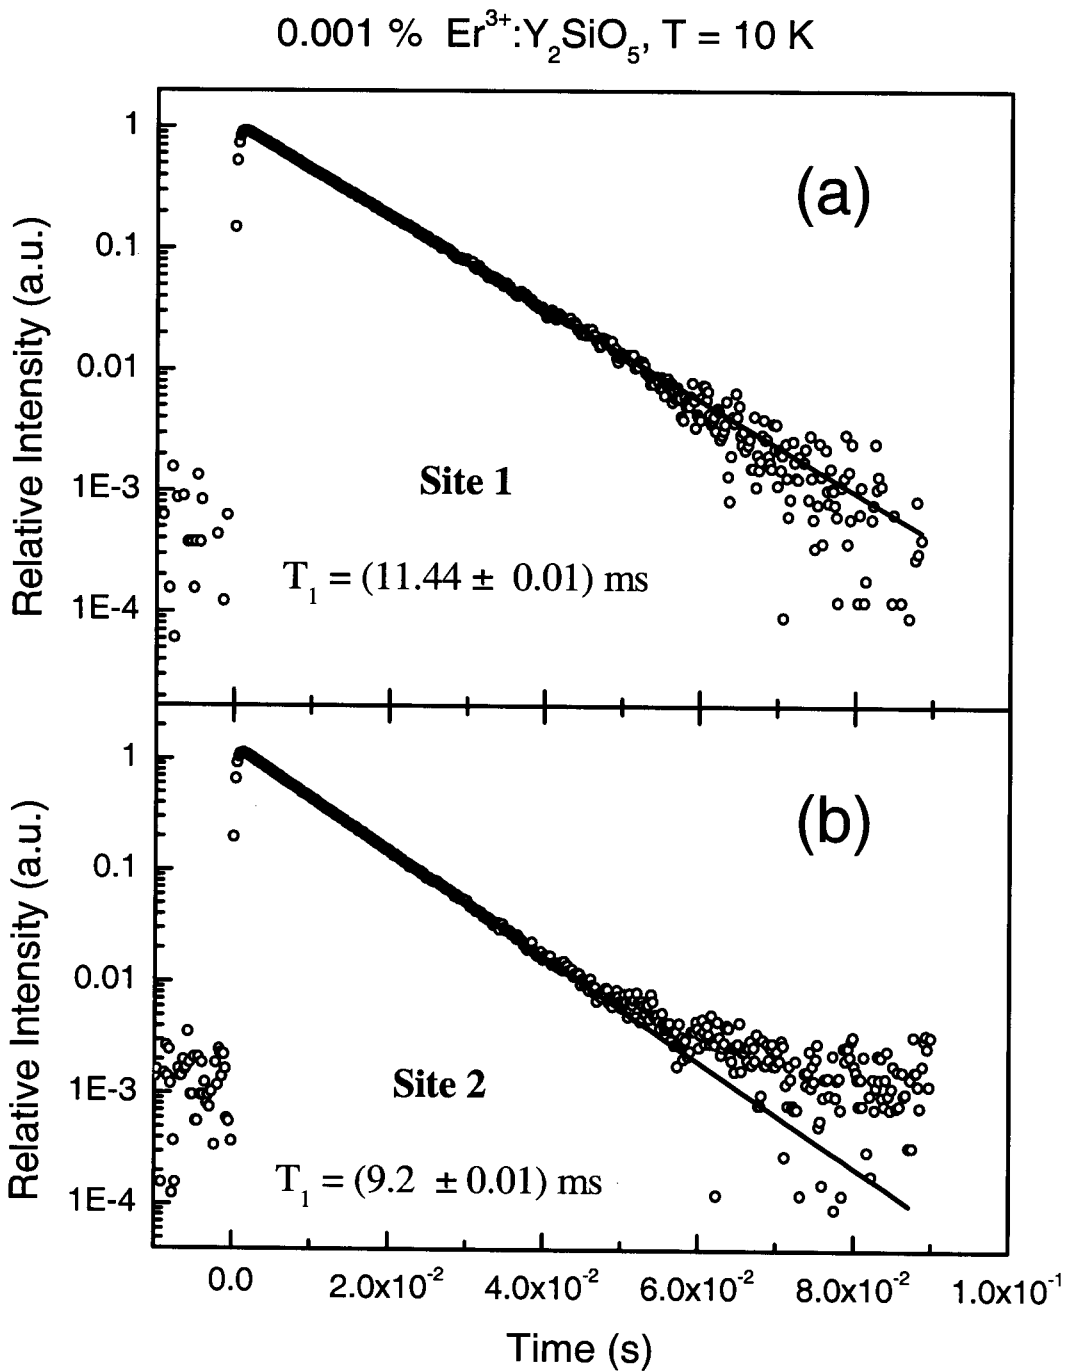 0.001 % Er³⁺:Y₂SiO₅, T = 10 K
Relative Intensity (a.u.)
1
0.1
0.01
1E-3
1E-4
(a)
Site 1
T₁ = (11.44 ± 0.01) ms
Relative Intensity (a.u.)
1
0.1
0.01
1E-3
1E-4
(b)
Site 2
T₁ = (9.2 ±0.01) ms
0.0 2.0x10⁻² 4.0x10⁻² 6.0x10⁻² 8.0x10⁻² 1.0x10⁻¹
Time (s)